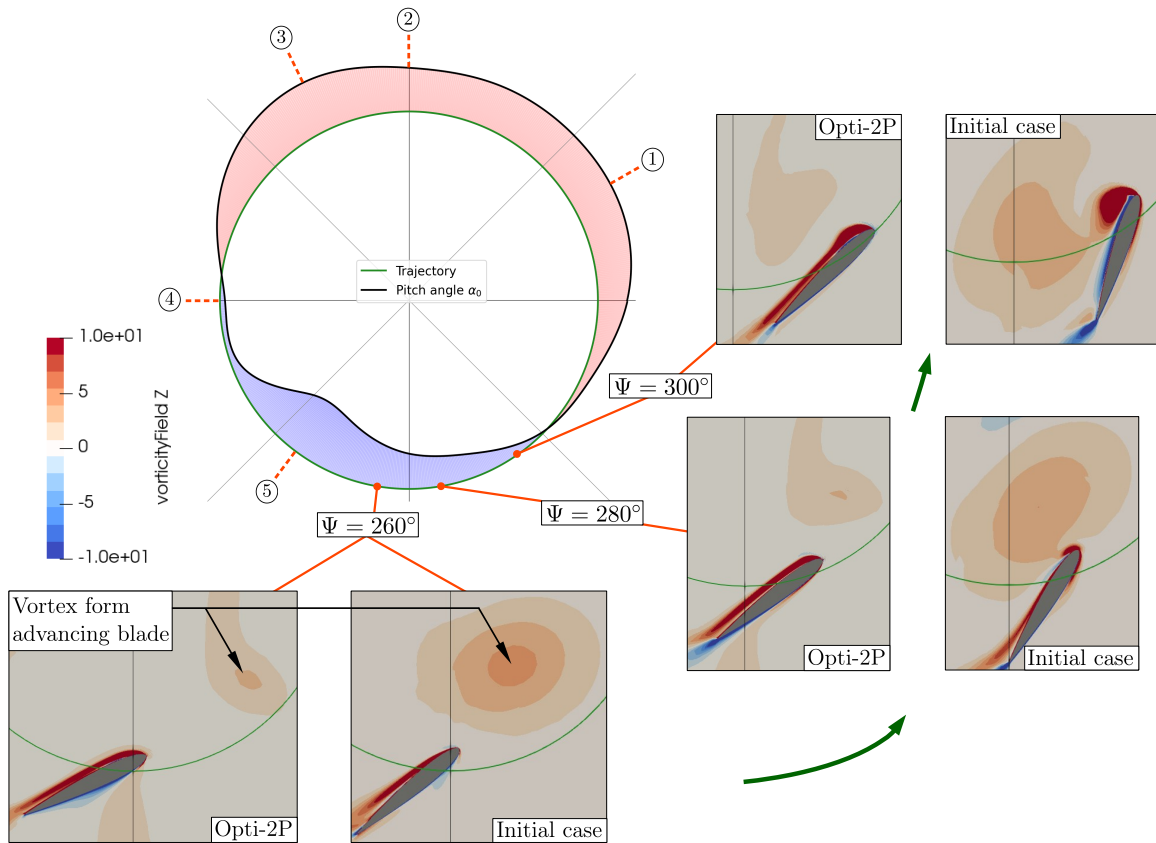 ②
③
①
④
⑤
Trajectory
Pitch angle α₀
Opti-2P
Initial case
1.0e+01
5
0
-5
-1.0e+01
vorticityField Z
Ψ = 300°
Ψ = 280°
Ψ = 260°
Opti-2P
Initial case
Vortex form
advancing blade
Opti-2P
Initial case